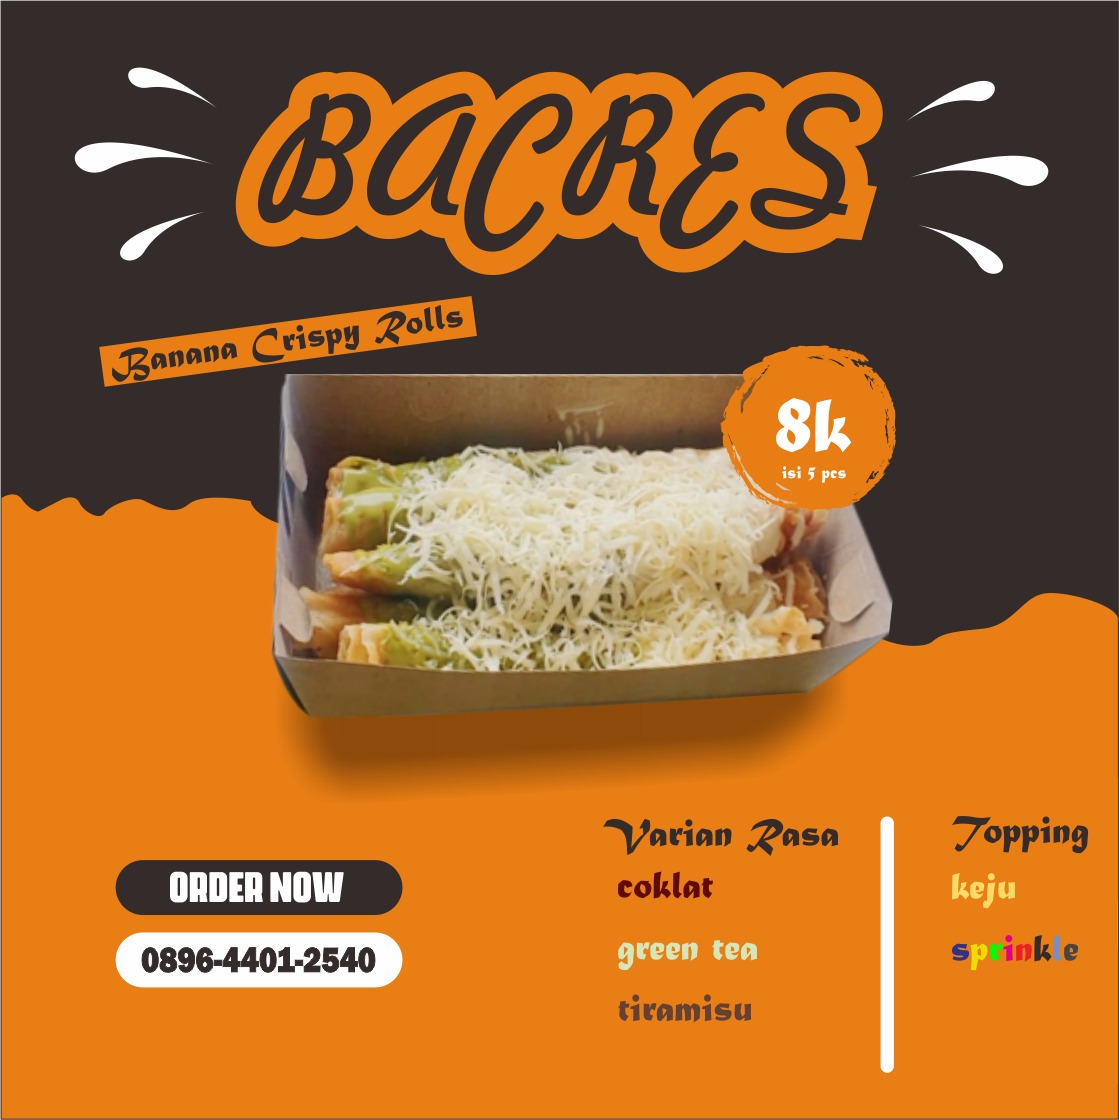 BACRES
Banana Crispy Rolls
8k
isi 5 pcs
ORDER NOW
0896-4401-2540
Varian Rasa
coklat
green tea
tiramisu
Topping
keju
sprinkle